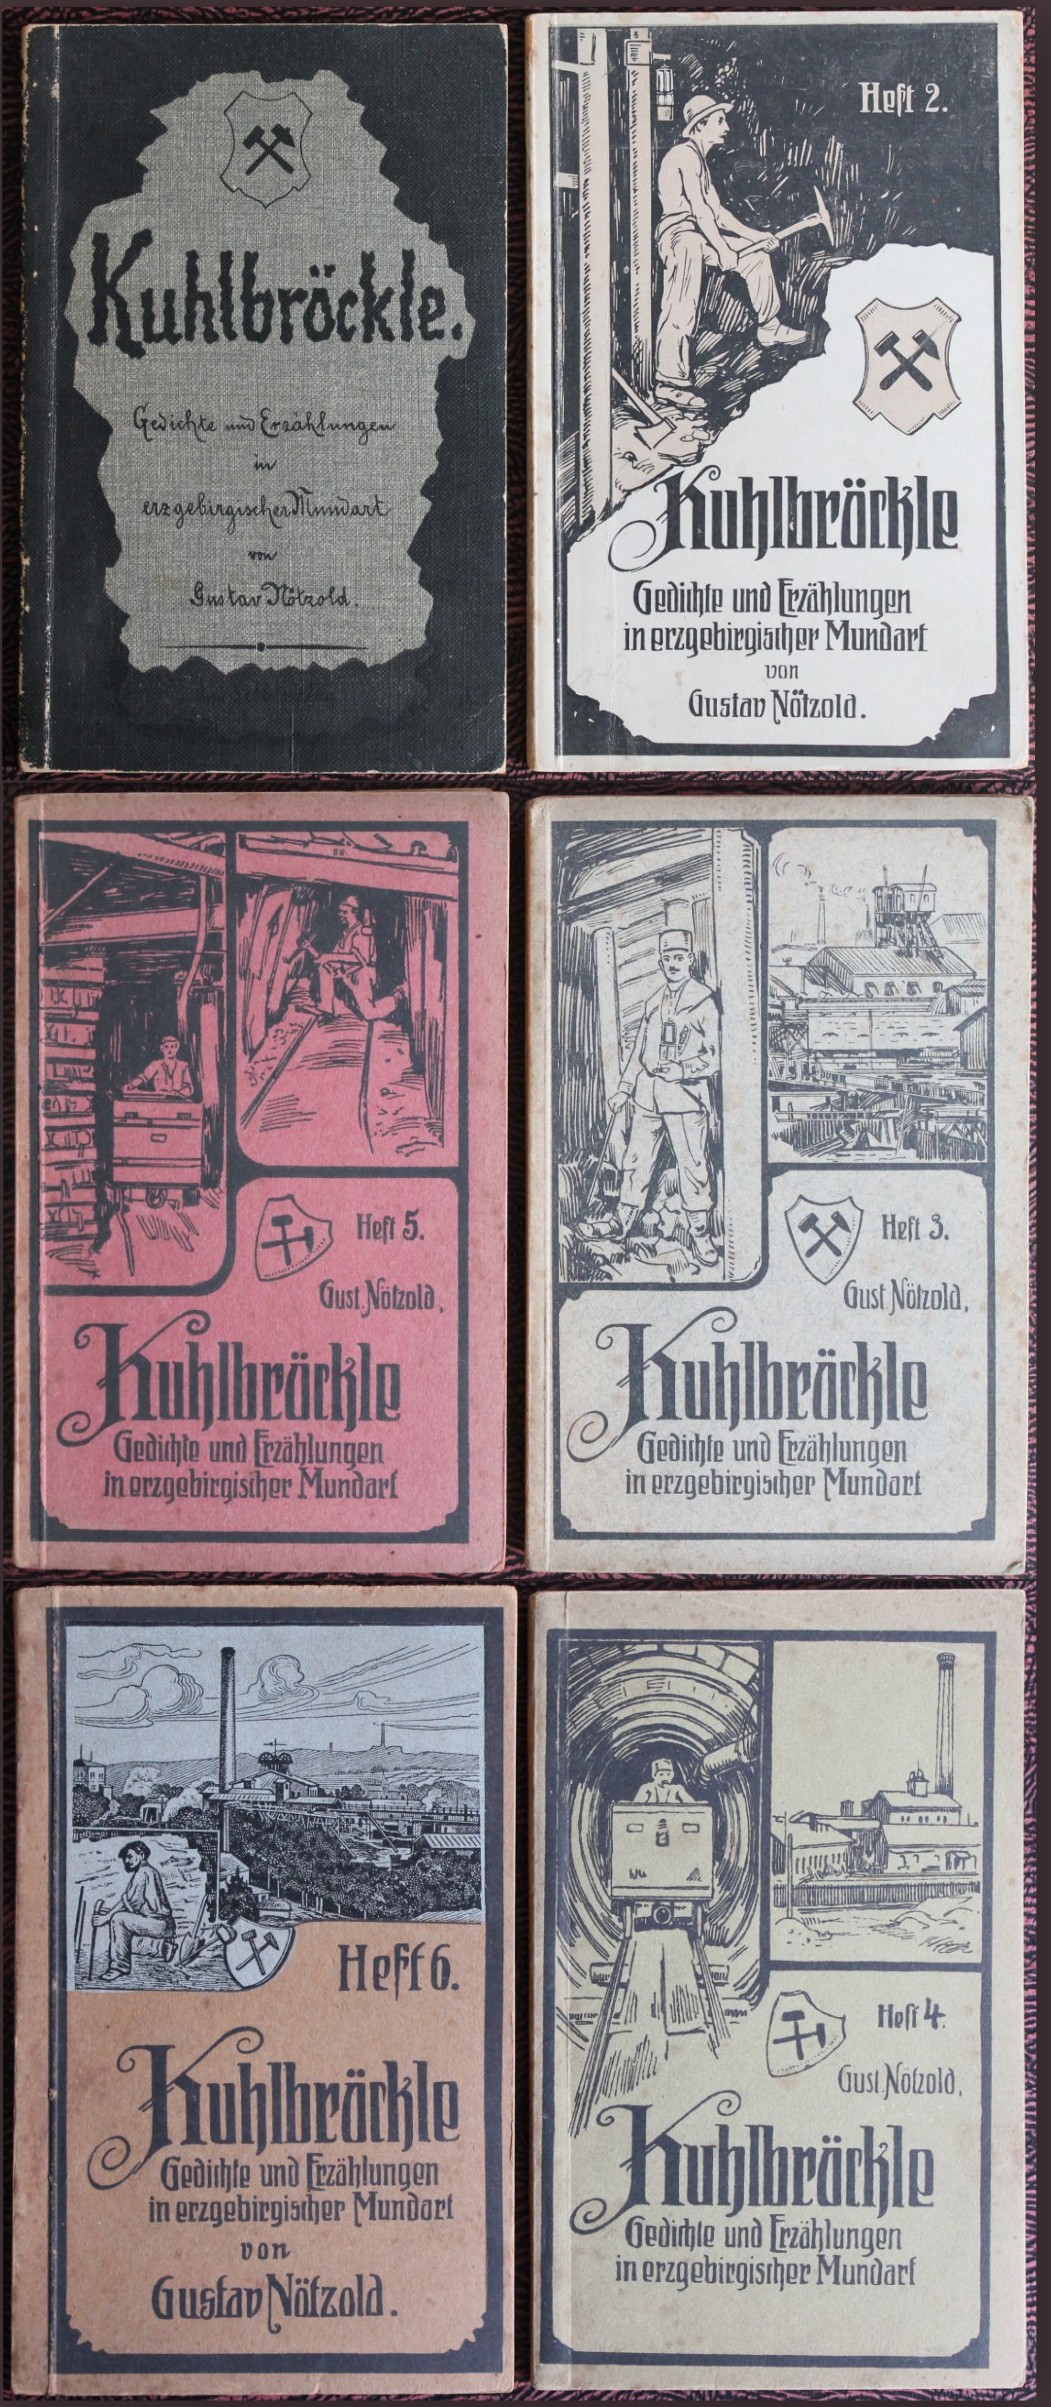 Kuhlbröckle.
Gedichte und Erzählungen
in
erzgebirgischer Mundart
von
Gustav Nötzold.
Heft 2.
Kuhlbröckle
Gedichte und Erzählungen
in erzgebirgischer Mundart
von
Gustav Nötzold.
Heft 5.
Gust. Nötzold,
Kuhlbröckle
Gedichte und Erzählungen
in erzgebirgischer Mundart
Heft 3.
Gust. Nötzold,
Kuhlbröckle
Gedichte und Erzählungen
in erzgebirgischer Mundart
Heft 6.
Kuhlbröckle
Gedichte und Erzählungen
in erzgebirgischer Mundart
von
Gustav Nötzold.
Heft 4.
Gust. Nötzold,
Kuhlbröckle
Gedichte und Erzählungen
in erzgebirgischer Mundart